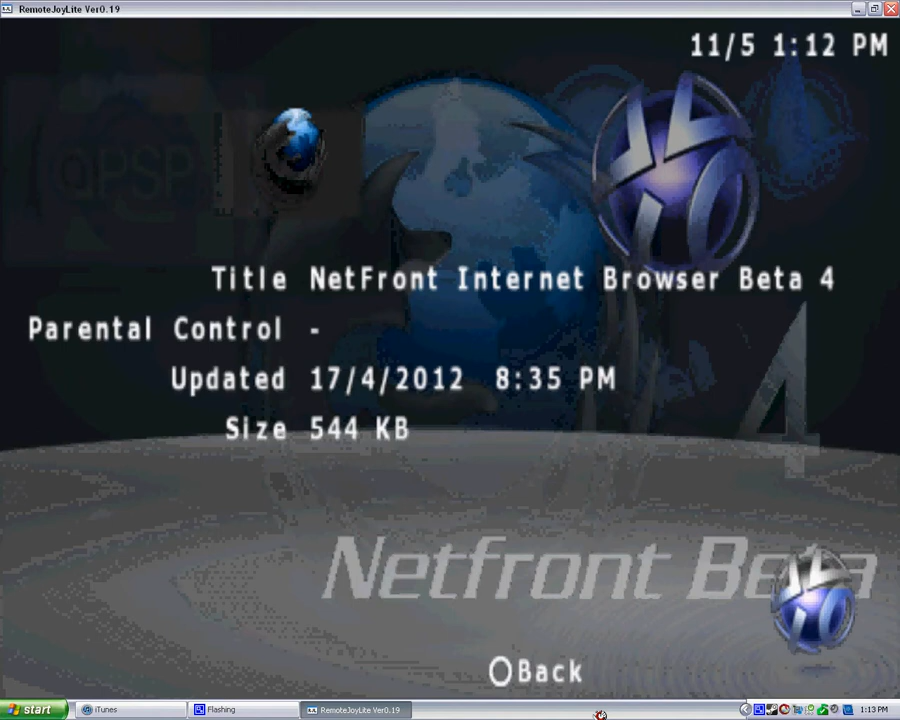 RemoteJoyLite Ver0.19
11/5 1:12 PM
QPSP
Title NetFront Internet Browser Beta 4
Parental Control -
Updated 17/4/2012 8:35 PM
Size 544 KB
4
Netfront Beta
Back
start
iTunes
Flashing
RemoteJoyLite Ver0.19
1:13 PM